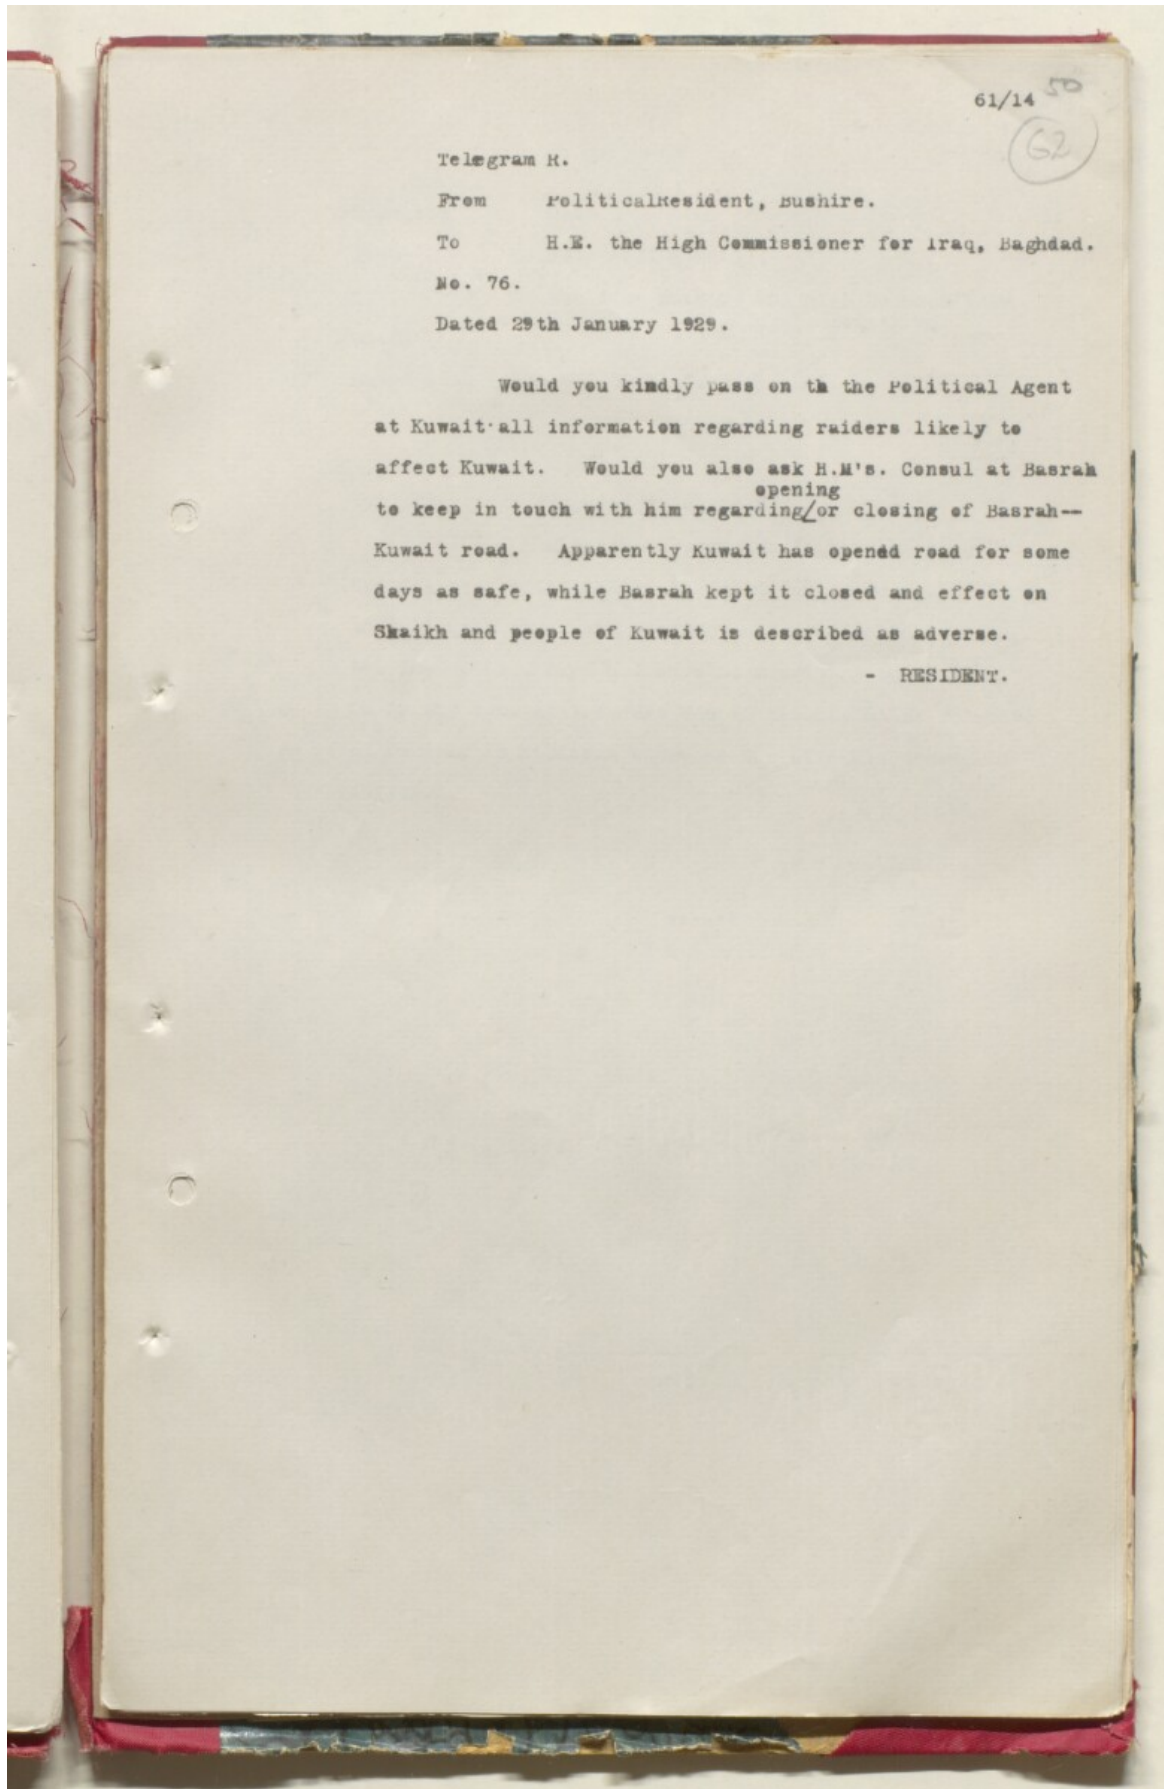 61/14
50
62
Telegram R.
From PoliticalResident, Bushire.
To H.E. the High Commissioner for Iraq, Baghdad.
No. 76.
Dated 29th January 1929.
Would you kindly pass on th the Political Agent
at Kuwait all information regarding raiders likely to
affect Kuwait. Would you also ask H.M's. Consul at Basrah
opening
to keep in touch with him regarding/or closing of Basrah--
Kuwait road. Apparently Kuwait has opened road for some
days as safe, while Basrah kept it closed and effect on
Shaikh and people of Kuwait is described as adverse.
- RESIDENT.